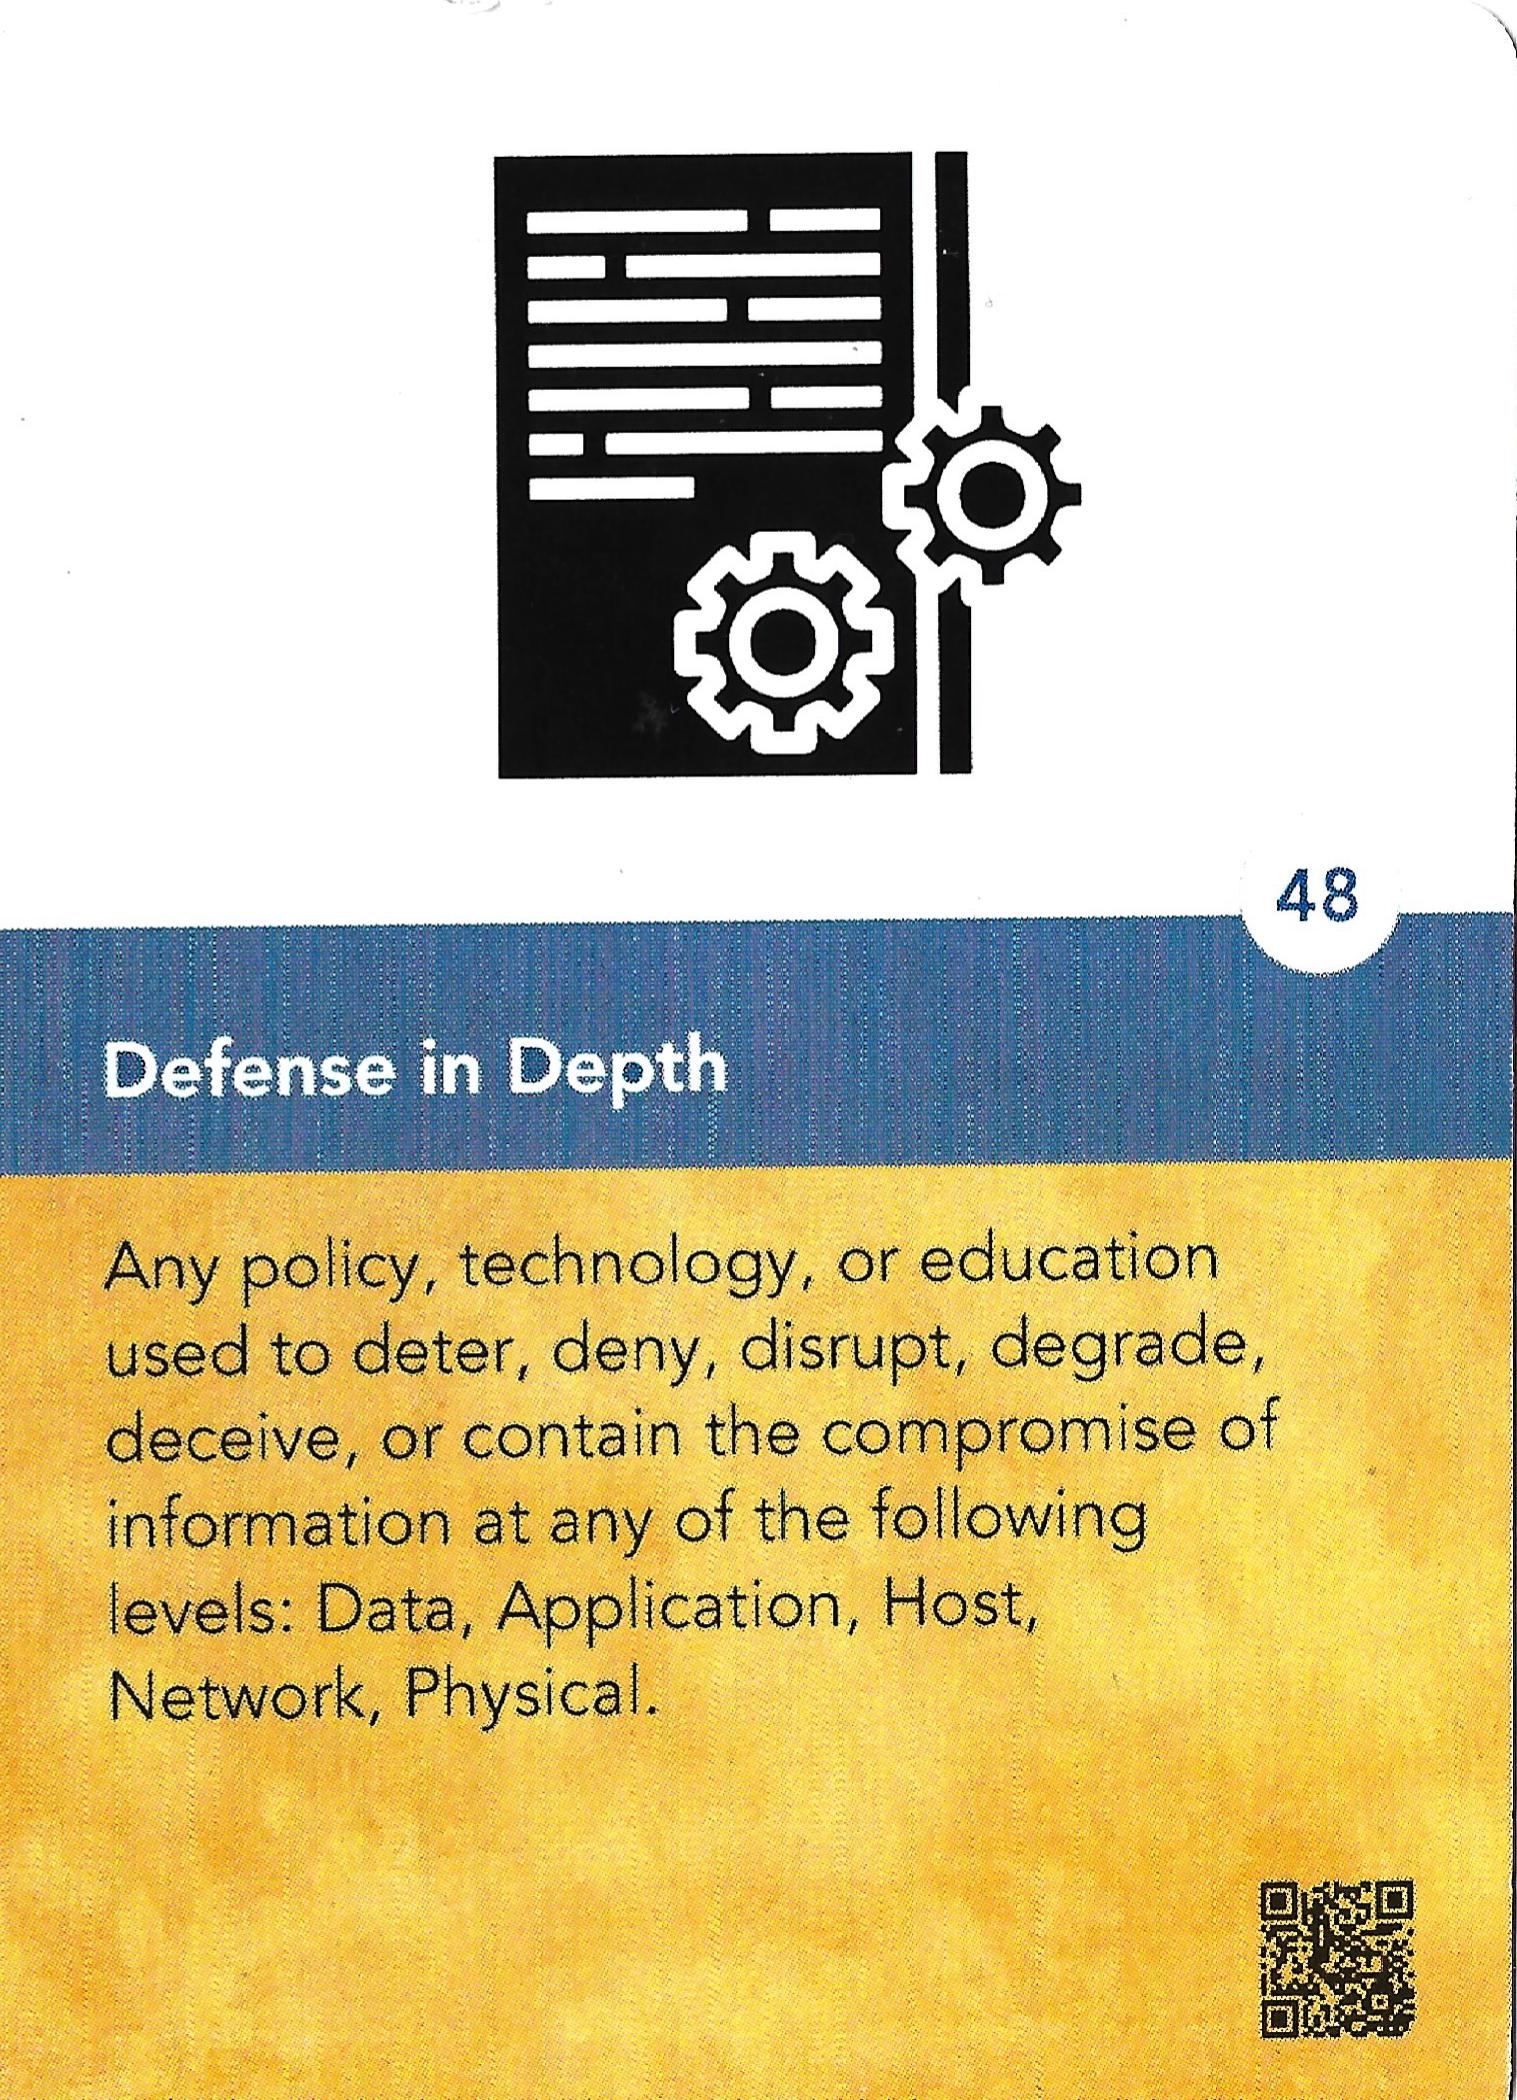 48
Defense in Depth
Any policy, technology, or education
used to deter, deny, disrupt, degrade,
deceive, or contain the compromise of
information at any of the following
levels: Data, Application, Host,
Network, Physical.